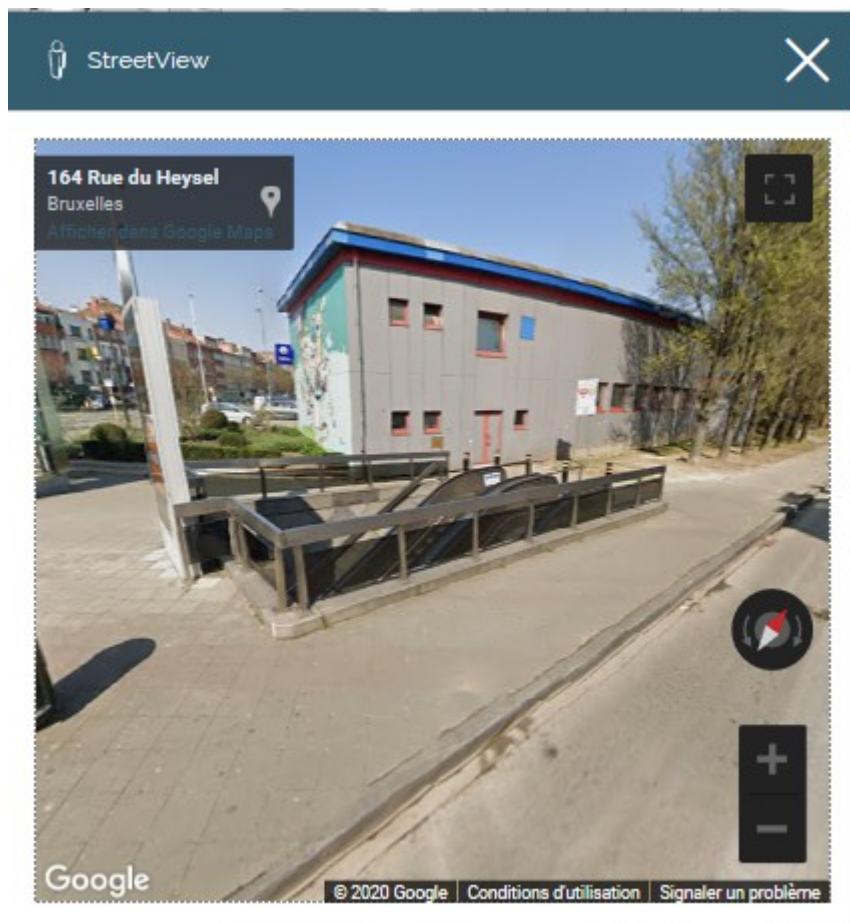 StreetView
164 Rue du Heysel
Bruxelles
Afficher dans Google Maps
Google
© 2020 Google Conditions d'utilisation Signaler un problème